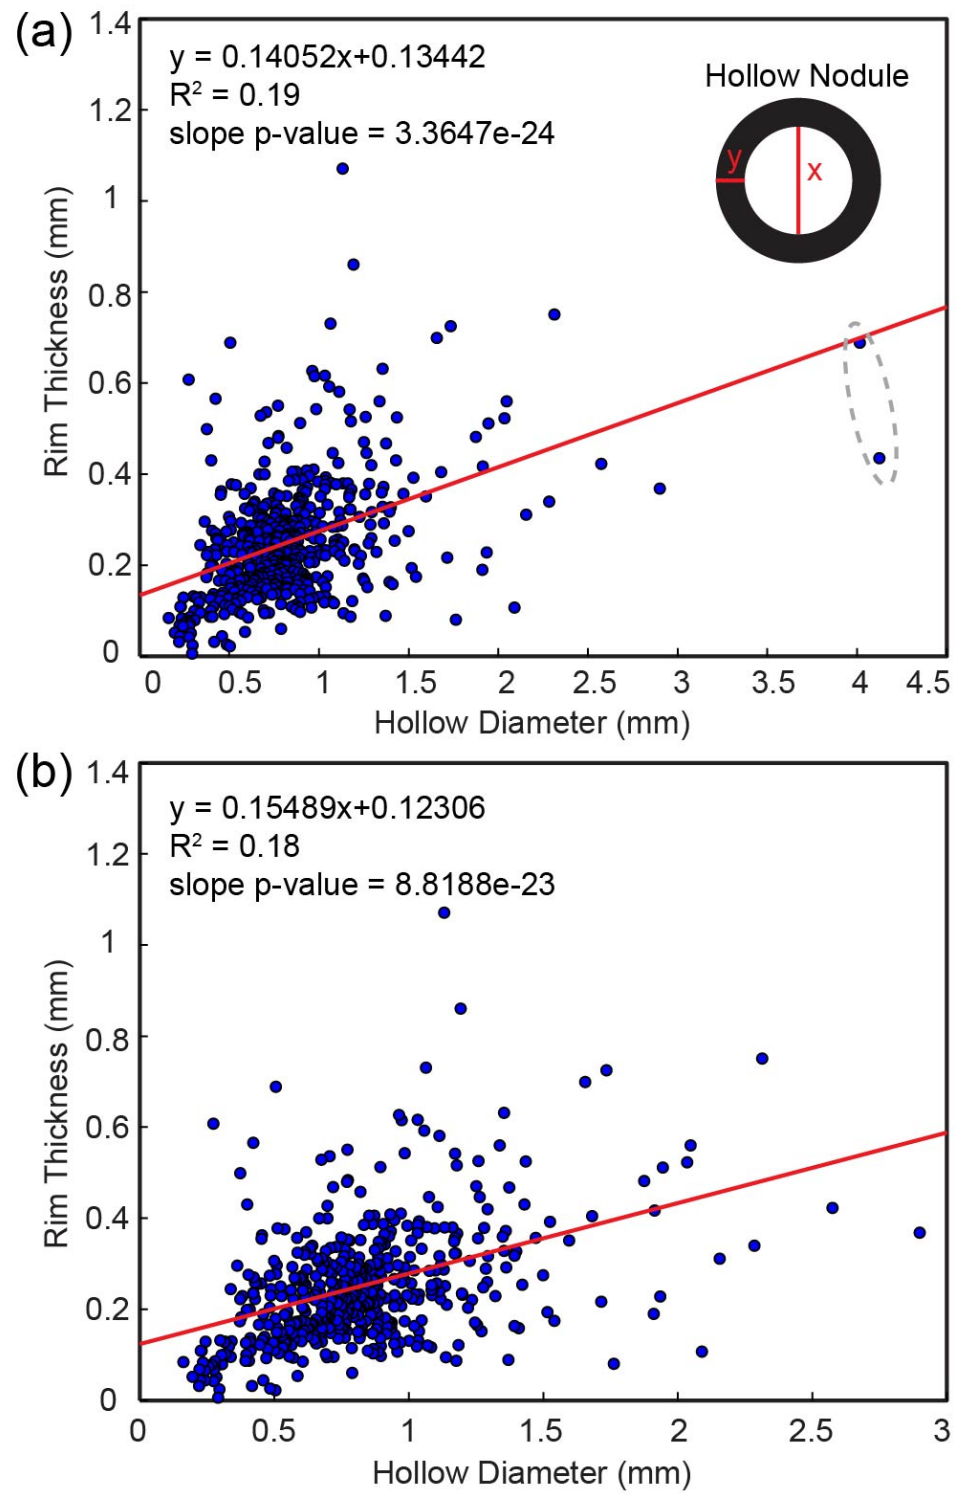 (a)
y = 0.14052x+0.13442
R² = 0.19
slope p-value = 3.3647e-24
Hollow Nodule
y
x
Rim Thickness (mm)
1.4
1.2
1
0.8
0.6
0.4
0.2
0
0 0.5 1 1.5 2 2.5 3 3.5 4 4.5
Hollow Diameter (mm)
(b)
y = 0.15489x+0.12306
R² = 0.18
slope p-value = 8.8188e-23
Rim Thickness (mm)
1.4
1.2
1
0.8
0.6
0.4
0.2
0
0 0.5 1 1.5 2 2.5 3
Hollow Diameter (mm)